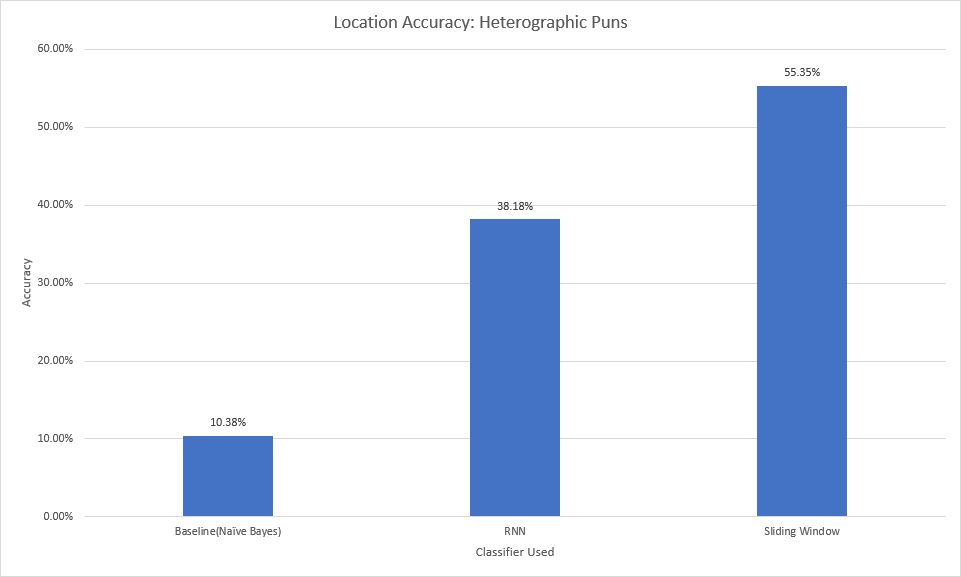 Location Accuracy: Heterographic Puns
60.00%
50.00%
40.00%
30.00%
20.00%
10.00%
0.00%
Accuracy
10.38%
38.18%
55.35%
Baseline(Naïve Bayes)
RNN
Sliding Window
Classifier Used